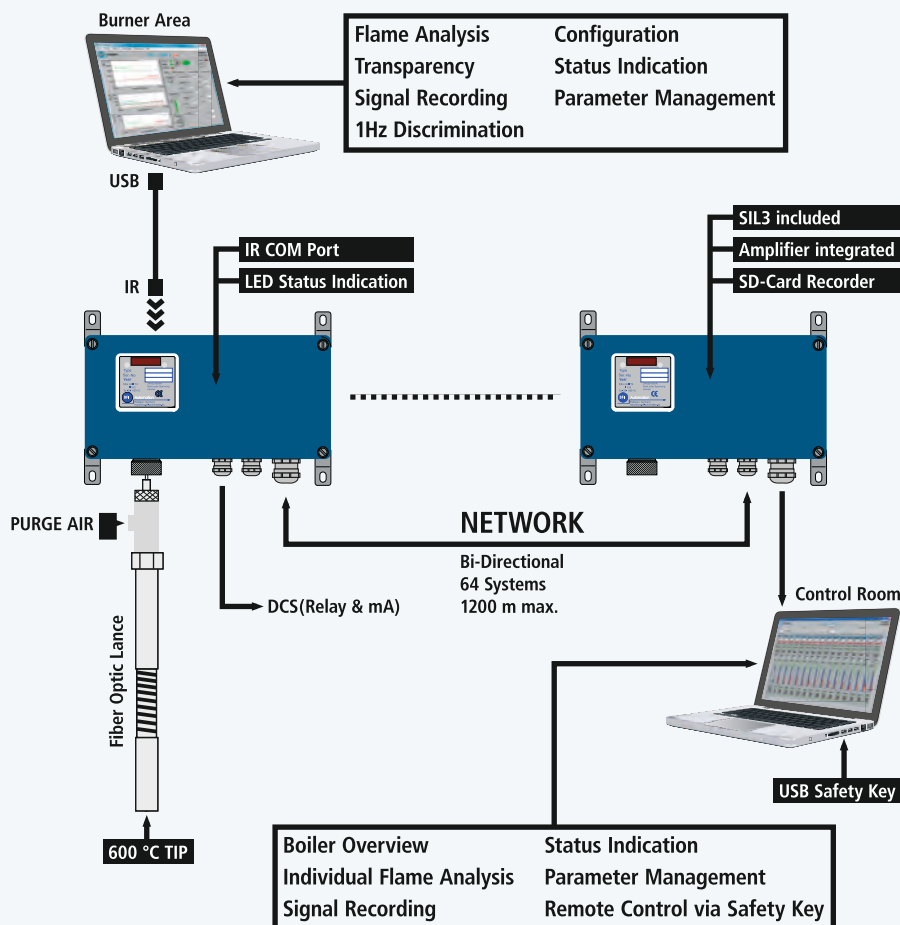 Burner Area
Flame Analysis
Transparency
Signal Recording
1Hz Discrimination
Configuration
Status Indication
Parameter Management
USB
IR
IR COM Port
LED Status Indication
SIL3 included
Amplifier integrated
SD-Card Recorder
PURGE AIR
Fiber Optic Lance
600 °C TIP
DCS(Relay & mA)
NETWORK
Bi-Directional
64 Systems
1200 m max.
Control Room
USB Safety Key
Boiler Overview
Individual Flame Analysis
Signal Recording
Status Indication
Parameter Management
Remote Control via Safety Key